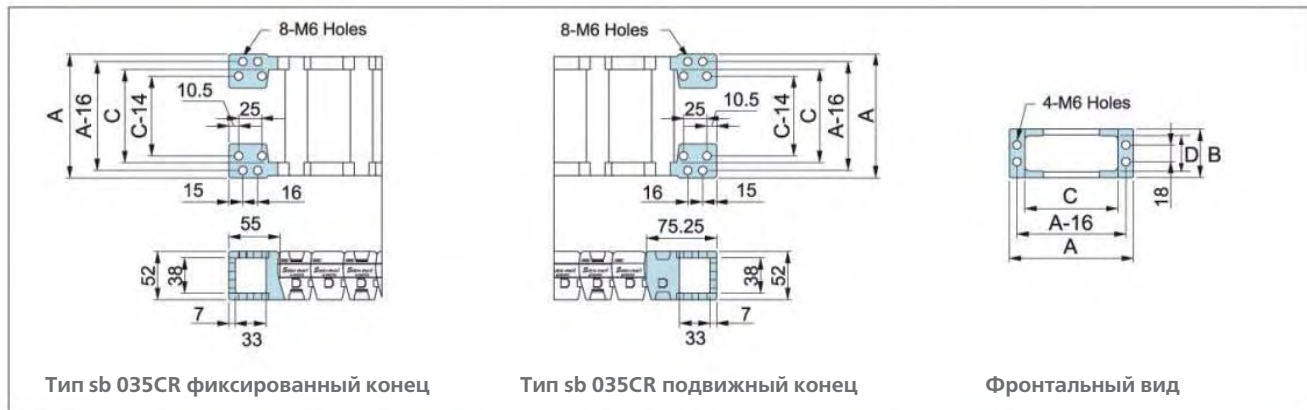 8-M6 Holes
A
A-16
C
C-14
10.5
25
15
16
55
52
38
7
33
Тип sb 035CR фиксированный конец
8-M6 Holes
10.5
25
C-14
C
A-16
A
16
15
75.25
D
38
52
33
7
Тип sb 035CR подвижный конец
4-M6 Holes
D
B
18
C
A-16
A
Фронтальный вид